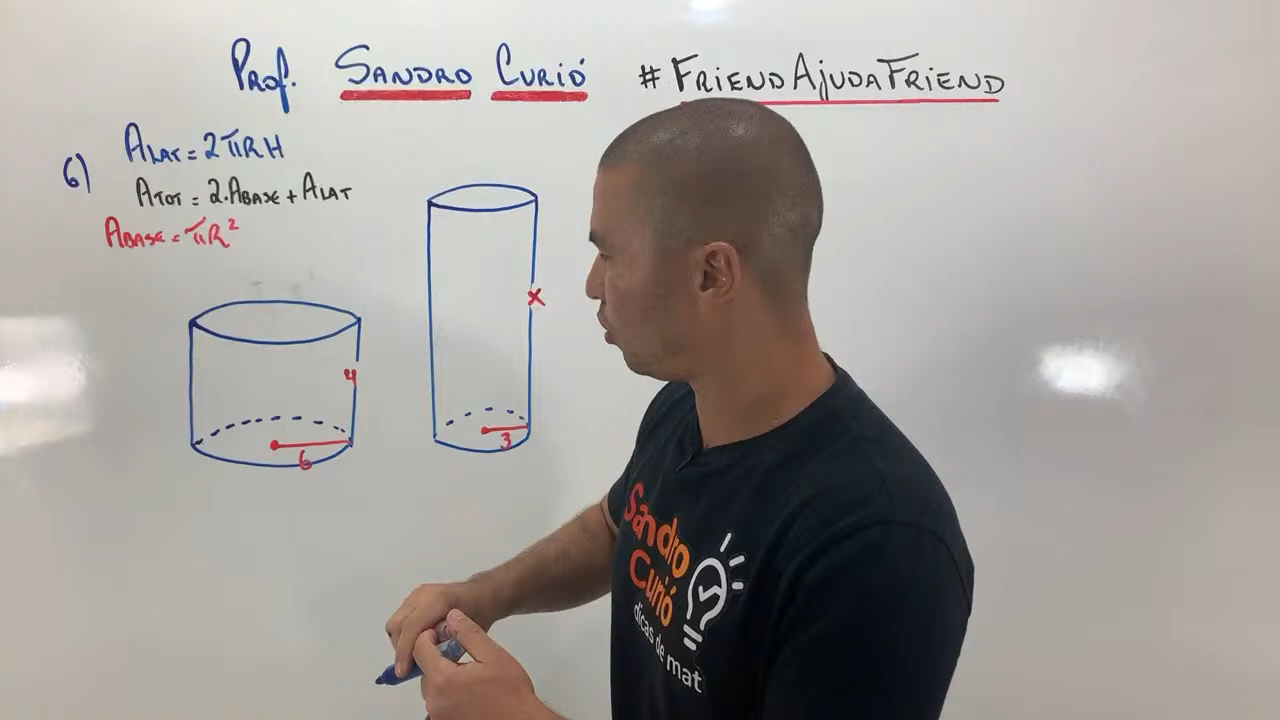 Prof. SANDRO CURIÓ #FRIENDAJUDAFRIEND
6)
ALAT = 2πRH
ATOT = 2.ABASE + ALAT
ABASE = πR²
4
6
x
3
Sandro
Curió
dicas de mat